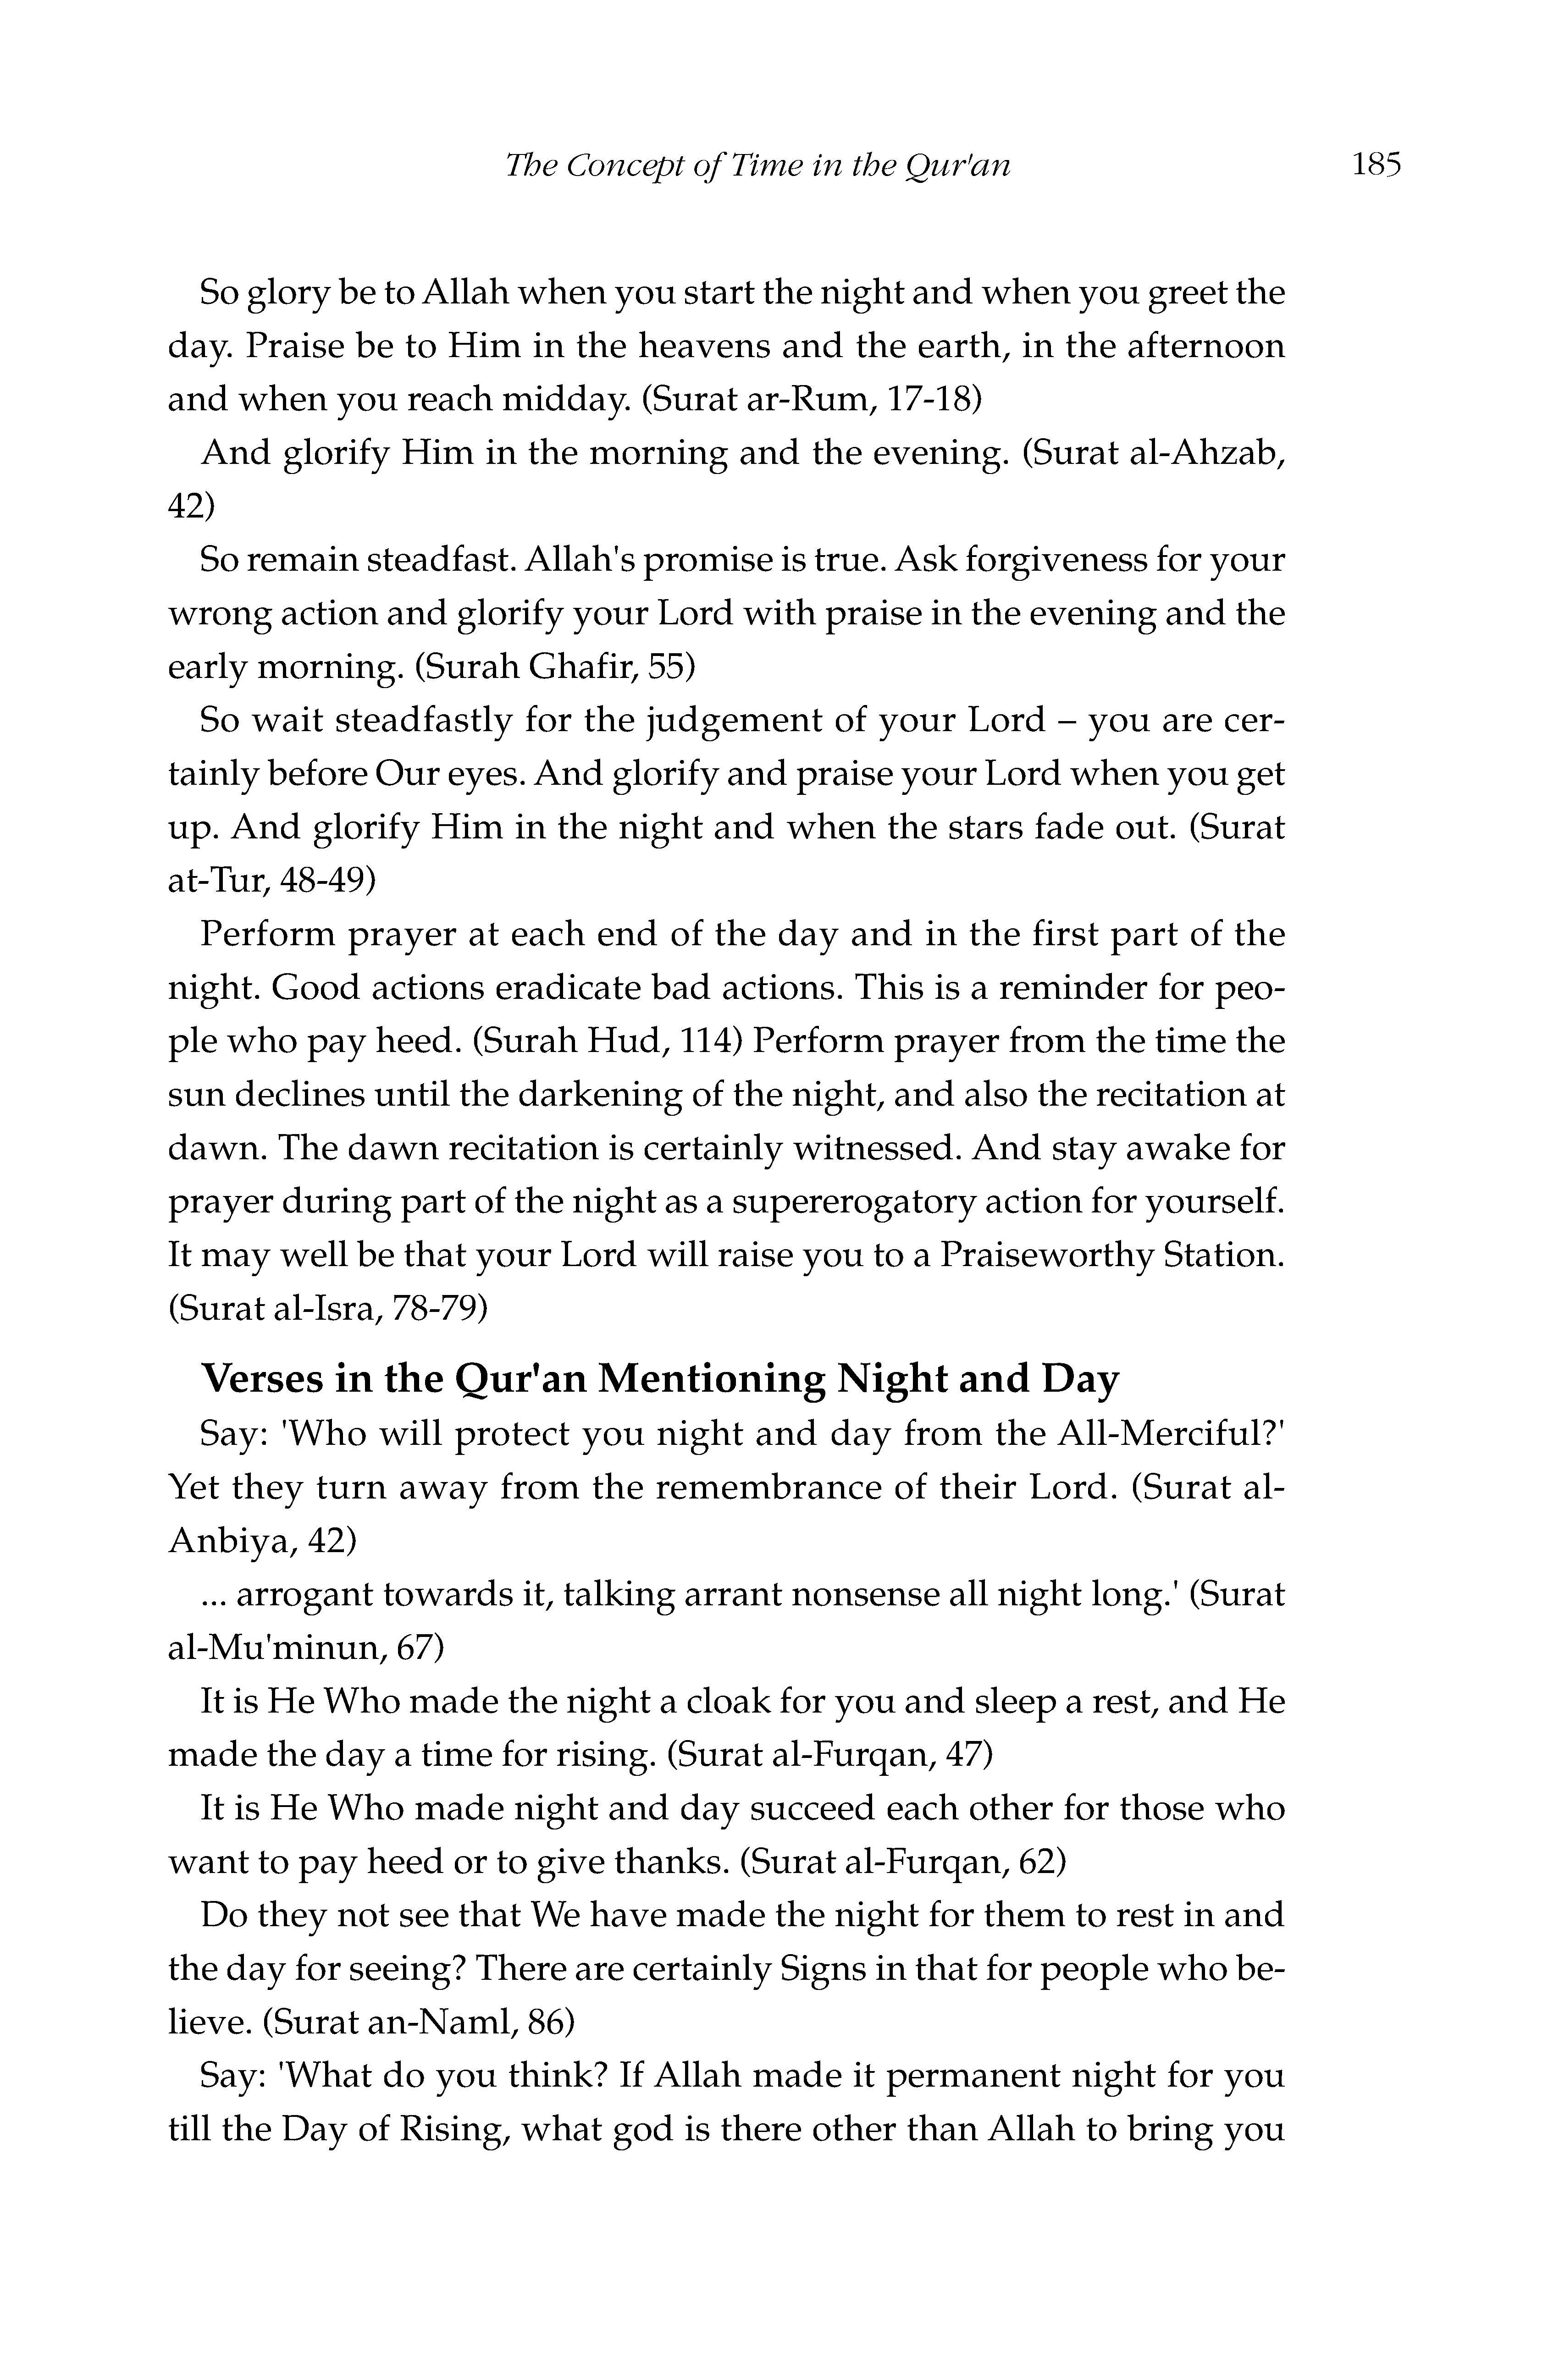 The Concept of Time in the Qur'an 185
So glory be to Allah when you start the night and when you greet the
day. Praise be to Him in the heavens and the earth, in the afternoon
and when you reach midday. (Surat ar-Rum, 17-18)
And glorify Him in the morning and the evening. (Surat al-Ahzab,
42)
So remain steadfast. Allah's promise is true. Ask forgiveness for your
wrong action and glorify your Lord with praise in the evening and the
early morning. (Surah Ghafir, 55)
So wait steadfastly for the judgement of your Lord – you are cer-
tainly before Our eyes. And glorify and praise your Lord when you get
up. And glorify Him in the night and when the stars fade out. (Surat
at-Tur, 48-49)
Perform prayer at each end of the day and in the first part of the
night. Good actions eradicate bad actions. This is a reminder for peo-
ple who pay heed. (Surah Hud, 114) Perform prayer from the time the
sun declines until the darkening of the night, and also the recitation at
dawn. The dawn recitation is certainly witnessed. And stay awake for
prayer during part of the night as a supererogatory action for yourself.
It may well be that your Lord will raise you to a Praiseworthy Station.
(Surat al-Isra, 78-79)
Verses in the Qur'an Mentioning Night and Day
Say: 'Who will protect you night and day from the All-Merciful?'
Yet they turn away from the remembrance of their Lord. (Surat al-
Anbiya, 42)
... arrogant towards it, talking arrant nonsense all night long.' (Surat
al-Mu'minun, 67)
It is He Who made the night a cloak for you and sleep a rest, and He
made the day a time for rising. (Surat al-Furqan, 47)
It is He Who made night and day succeed each other for those who
want to pay heed or to give thanks. (Surat al-Furqan, 62)
Do they not see that We have made the night for them to rest in and
the day for seeing? There are certainly Signs in that for people who be-
lieve. (Surat an-Naml, 86)
Say: 'What do you think? If Allah made it permanent night for you
till the Day of Rising, what god is there other than Allah to bring you